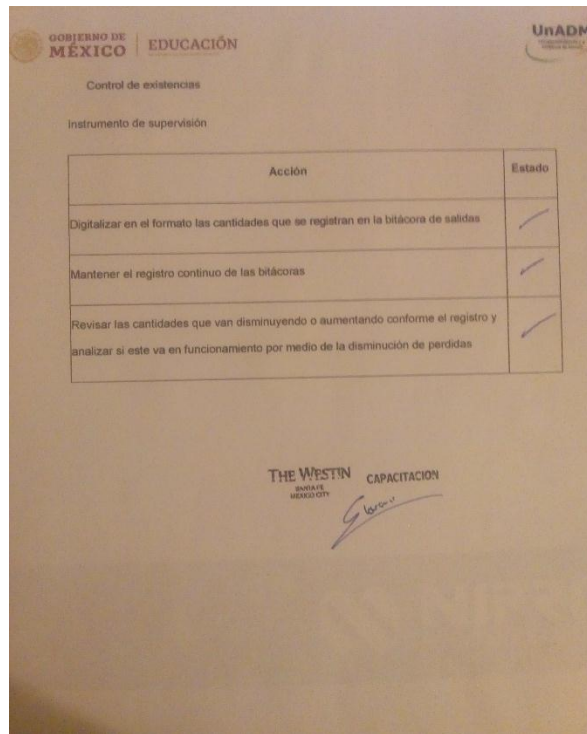 GOBIERNO DE
MÉXICO
EDUCACIÓN
UnADM
Control de existencias
Instrumento de supervisión
Acción
Estado
Digitalizar en el formato las cantidades que se registran en la bitácora de salidas
Mantener el registro continuo de las bitácoras
Revisar las cantidades que van disminuyendo o aumentando conforme el registro y
analizar si este va en funcionamiento por medio de la disminución de perdidas
THE WESTIN
SANTA FE
MEXICO CITY
CAPACITACION